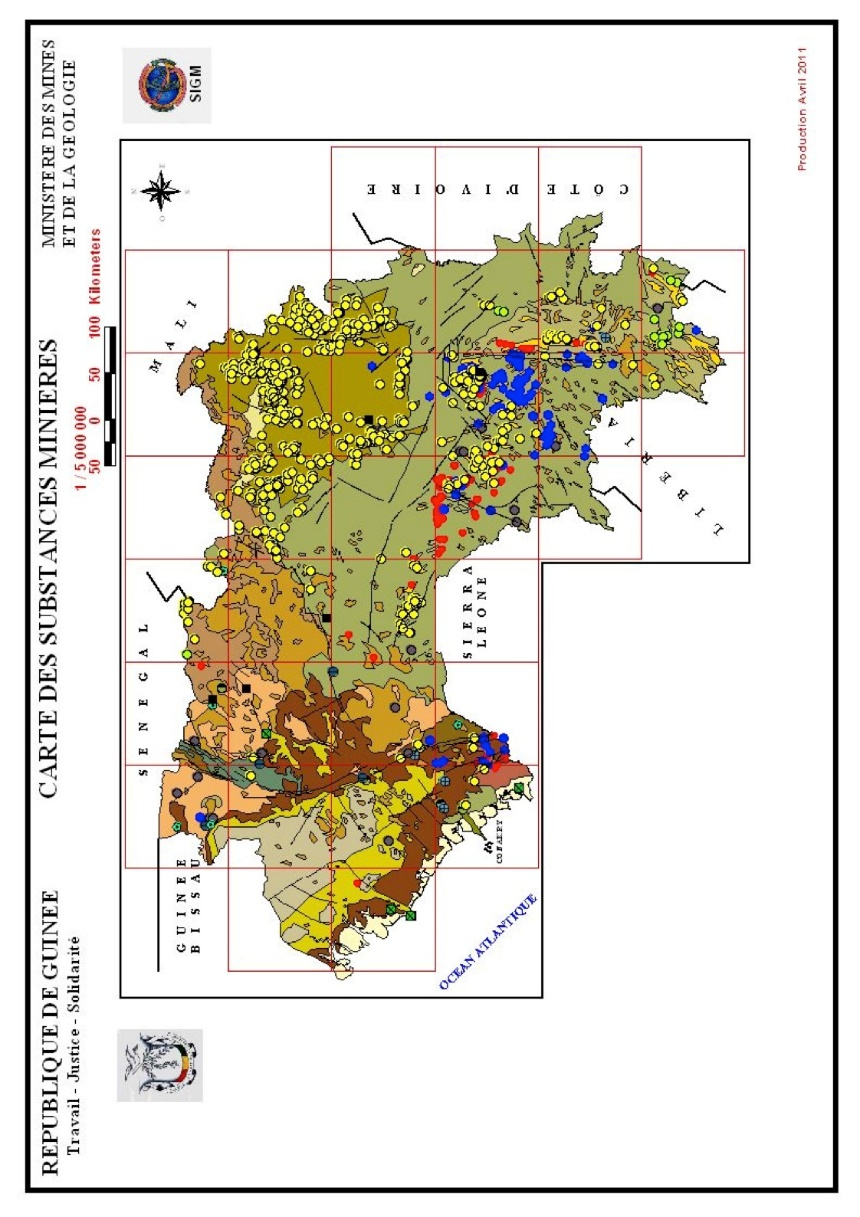 REPUBLIQUE DE GUINEE
Travail - Justice - Solidarité
CARTE DES SUBSTANCES MINIERES
1 / 5 000 000
50 0 50 100 Kilometers
MINISTERE DES MINES
ET DE LA GEOLOGIE
SIGM
N
E
S
O
SENEGAL
MALI
GUINEE
BISSAU
COTE D'IVOIRE
SIERRA
LEONE
LIBERIA
CONAKRY
OCEAN ATLANTIQUE
Production Avril 2011